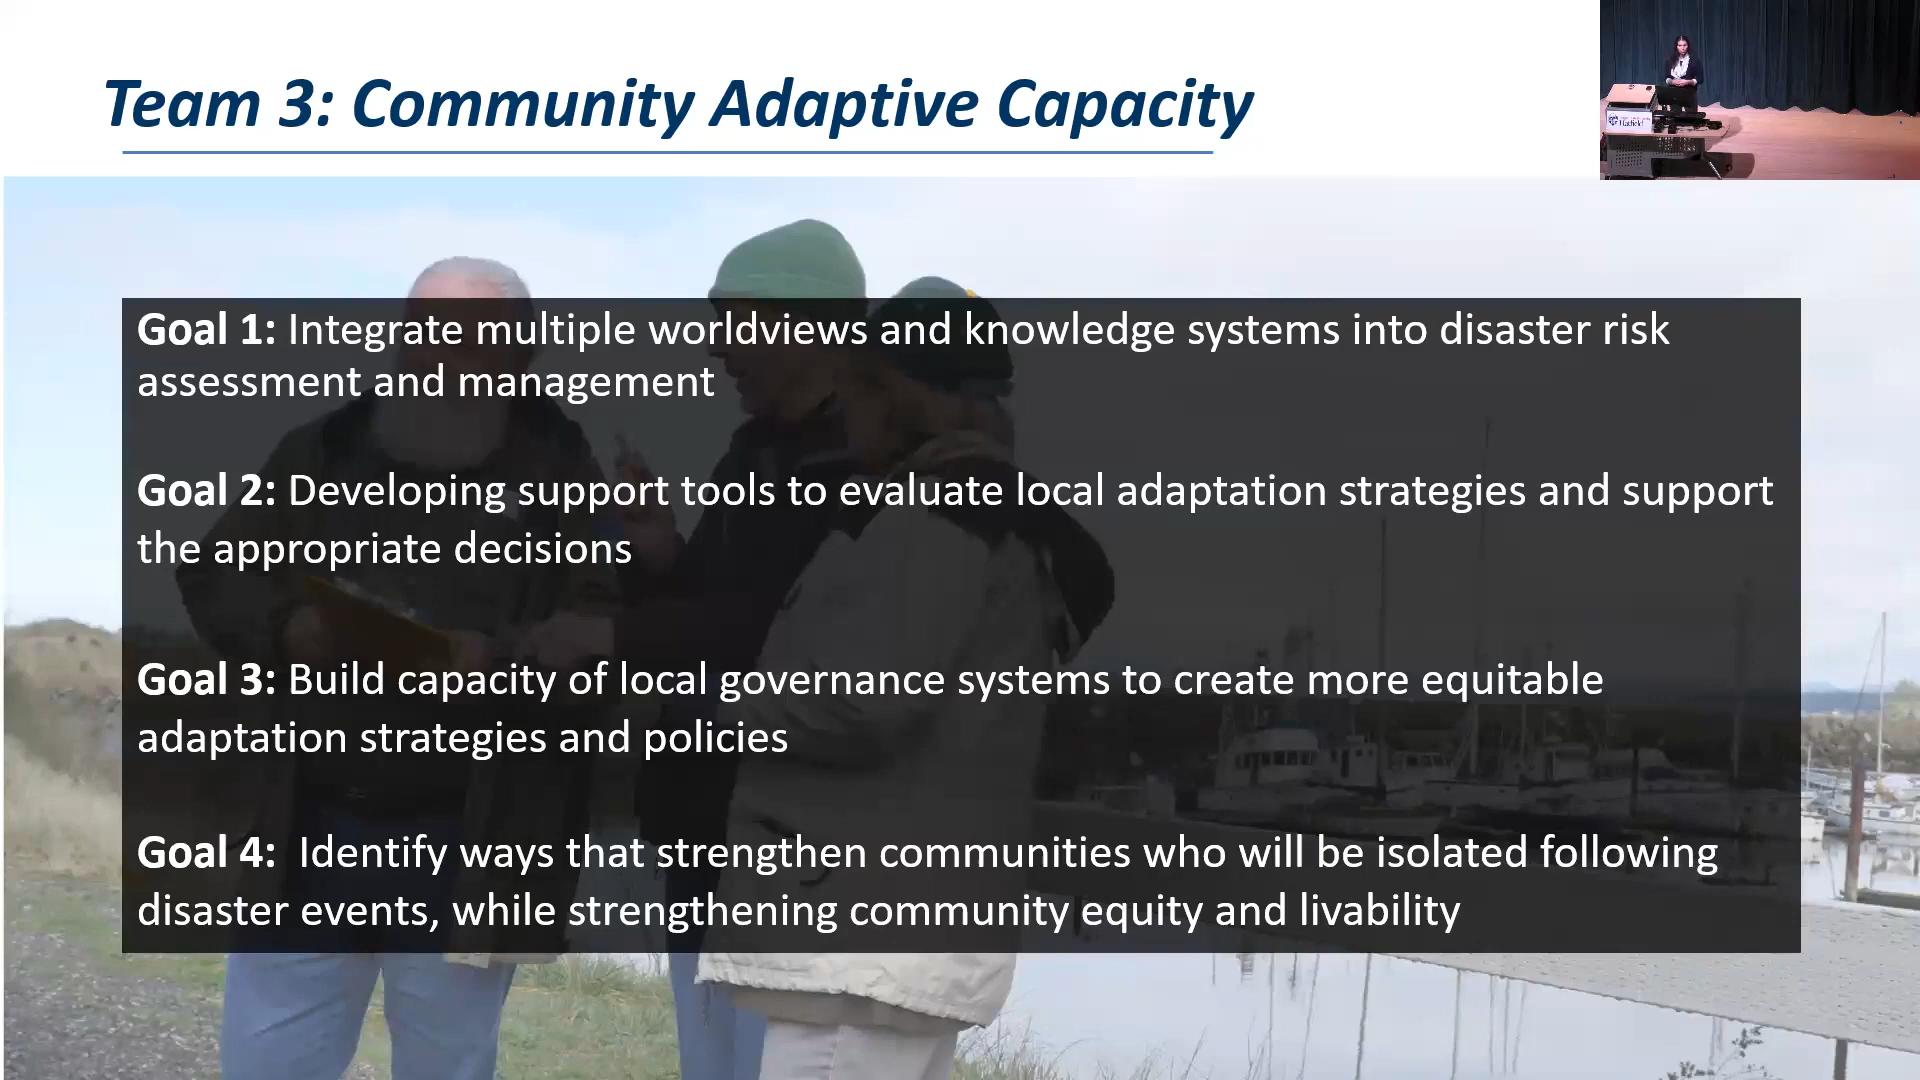 Team 3: Community Adaptive Capacity
Goal 1: Integrate multiple worldviews and knowledge systems into disaster risk
assessment and management
Goal 2: Developing support tools to evaluate local adaptation strategies and support
the appropriate decisions
Goal 3: Build capacity of local governance systems to create more equitable
adaptation strategies and policies
Goal 4:  Identify ways that strengthen communities who will be isolated following
disaster events, while strengthening community equity and livability
Hatfield